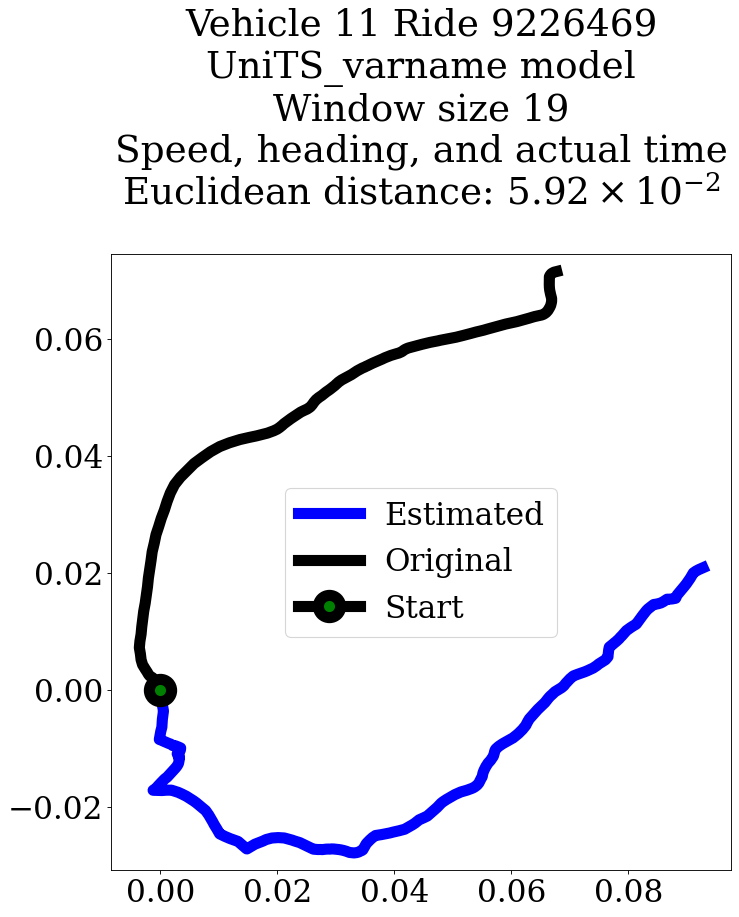 Vehicle 11 Ride 9226469
UniTS_varname model
Window size 19
Speed, heading, and actual time
Euclidean distance: 5.92 × 10⁻²
0.06
0.04
0.02
0.00
−0.02
Estimated
Original
Start
0.00 0.02 0.04 0.06 0.08